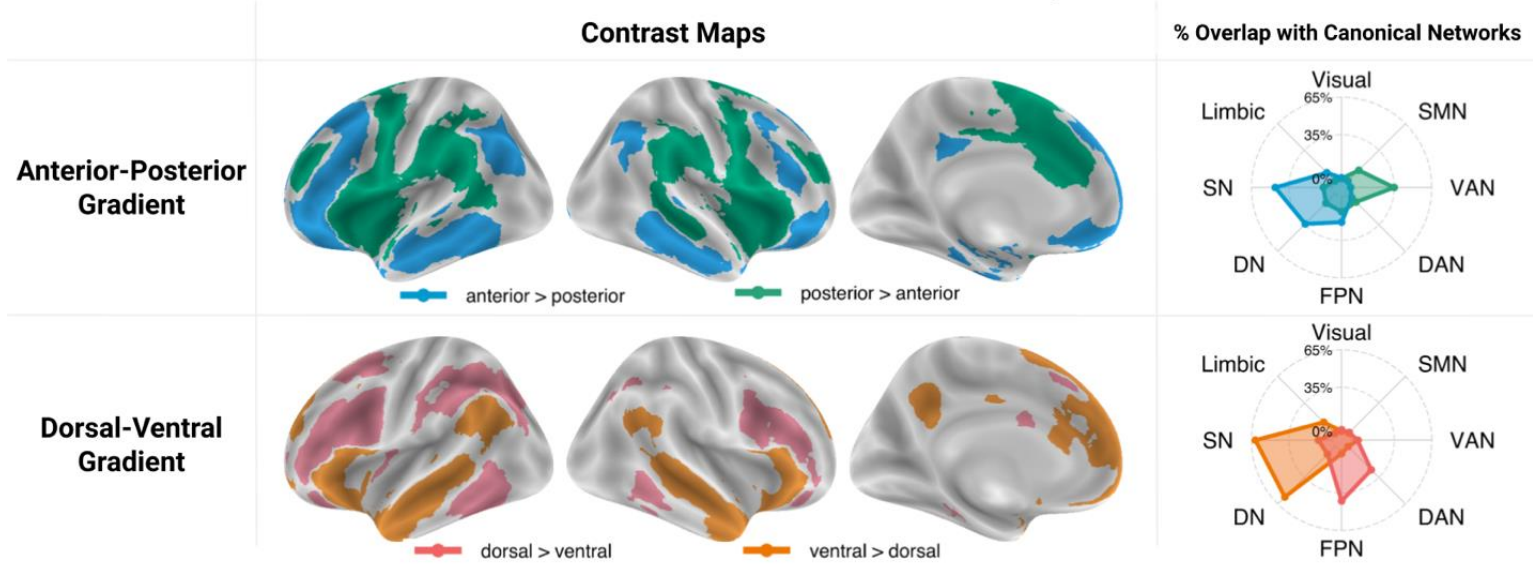 Contrast Maps
% Overlap with Canonical Networks
Anterior-Posterior
Gradient
anterior > posterior
posterior > anterior
Visual
65%
Limbic
SMN
35%
SN
0%
VAN
DN
DAN
FPN
Dorsal-Ventral
Gradient
dorsal > ventral
ventral > dorsal
Visual
65%
Limbic
SMN
35%
SN
0%
VAN
DN
DAN
FPN